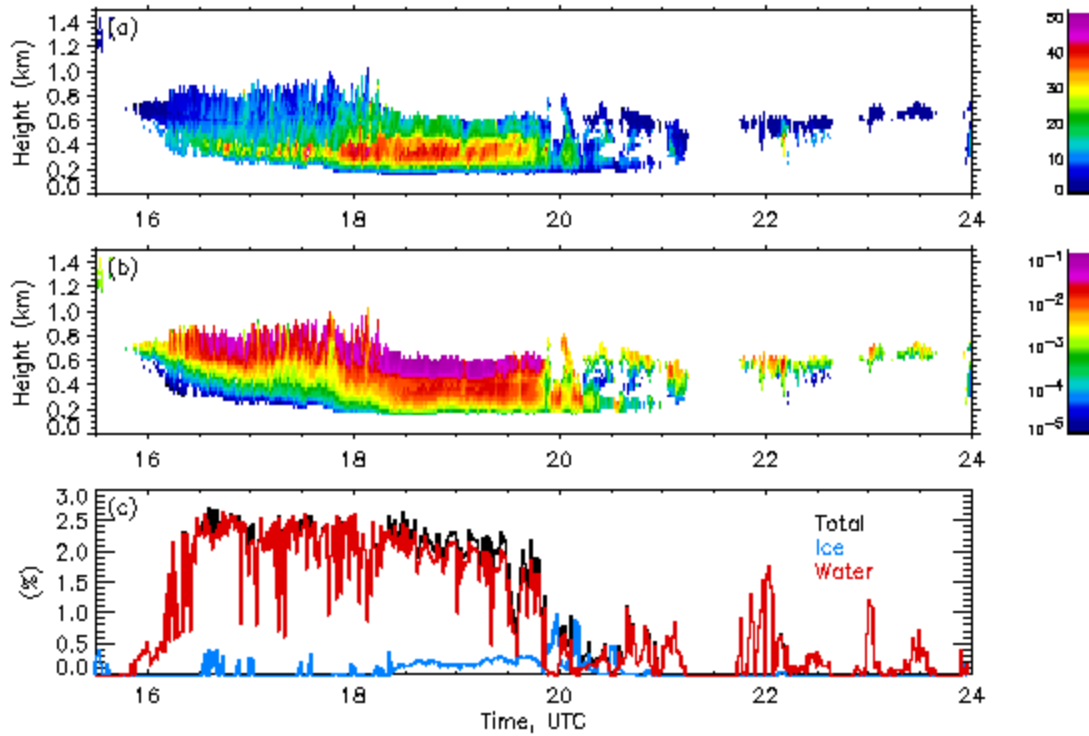 (a)
Height (km)
1.4
1.2
1.0
0.8
0.6
0.4
0.2
0.0
16 18 20 22 24
50
40
30
20
10
0
(b)
Height (km)
1.4
1.2
1.0
0.8
0.6
0.4
0.2
0.0
16 18 20 22 24
10⁻¹
10⁻²
10⁻³
10⁻⁴
10⁻⁵
(c)
(%)
3.0
2.5
2.0
1.5
1.0
0.5
0.0
Total
Ice
Water
16 18 20 22 24
Time, UTC